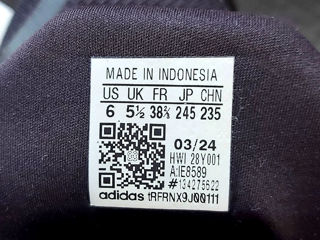 MADE IN INDONESIA
US UK FR JP CHN
6 5½ 38⅔ 245 235
03/24
HWI 28Y001
A:IE8589
#134275622
adidas tRFRNX9J00111